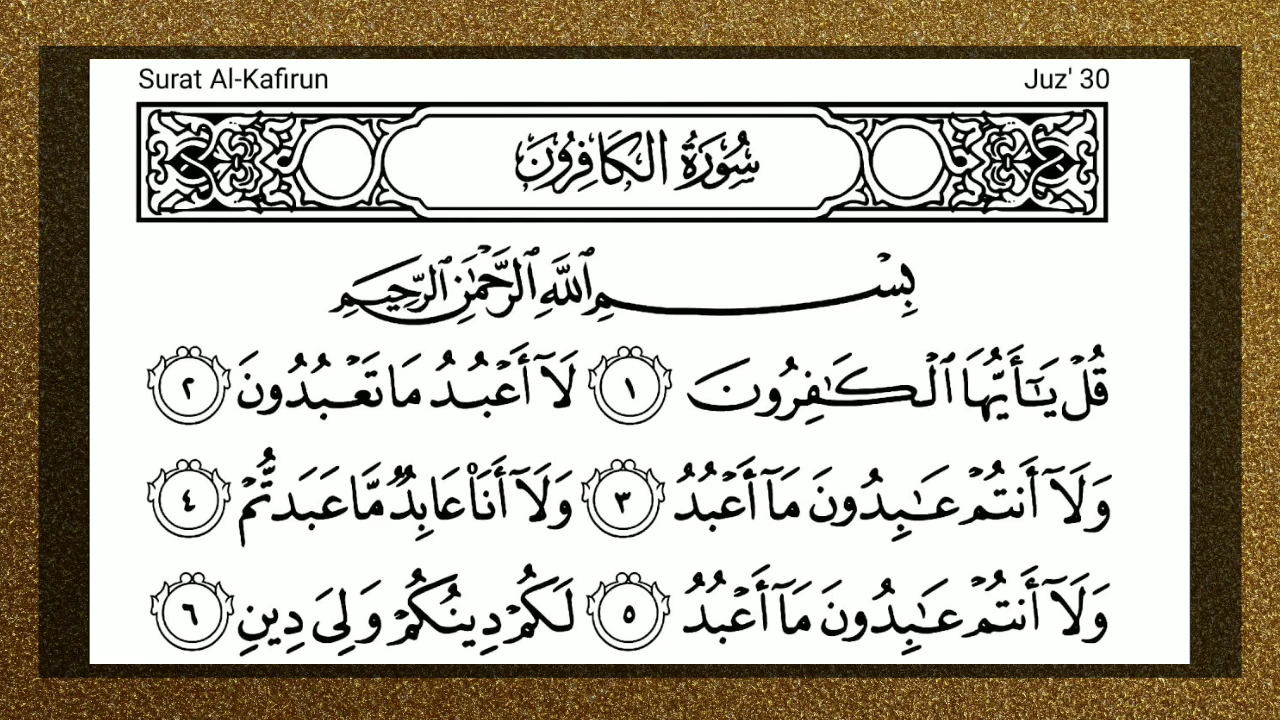 Surat Al-Kafirun Juz' 30
سُورَةُ الكَافِرُونَ
بِسْمِ ٱللَّهِ ٱلرَّحْمَٰنِ ٱلرَّحِيمِ
قُلْ يَٰٓأَيُّهَا ٱلْكَٰفِرُونَ ١ لَآ أَعْبُدُ مَا تَعْبُدُونَ ٢
وَلَآ أَنتُمْ عَٰبِدُونَ مَآ أَعْبُدُ ٣ وَلَآ أَنَا۠ عَابِدٌ مَّا عَبَدتُّمْ ٤
وَلَآ أَنتُمْ عَٰبِدُونَ مَآ أَعْبُدُ ٥ لَكُمْ دِينُكُمْ وَلِىَ دِينِ ٦